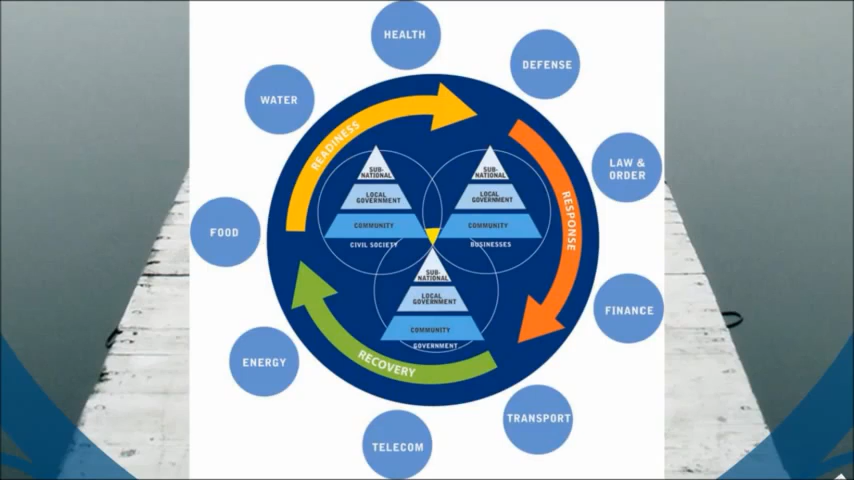 HEALTH
DEFENSE
WATER
LAW &
ORDER
FOOD
FINANCE
ENERGY
TRANSPORT
TELECOM
READINESS
RESPONSE
RECOVERY
SUB-
NATIONAL
LOCAL
GOVERNMENT
COMMUNITY
CIVIL SOCIETY
SUB-
NATIONAL
LOCAL
GOVERNMENT
COMMUNITY
BUSINESSES
SUB-
NATIONAL
LOCAL
GOVERNMENT
COMMUNITY
GOVERNMENT